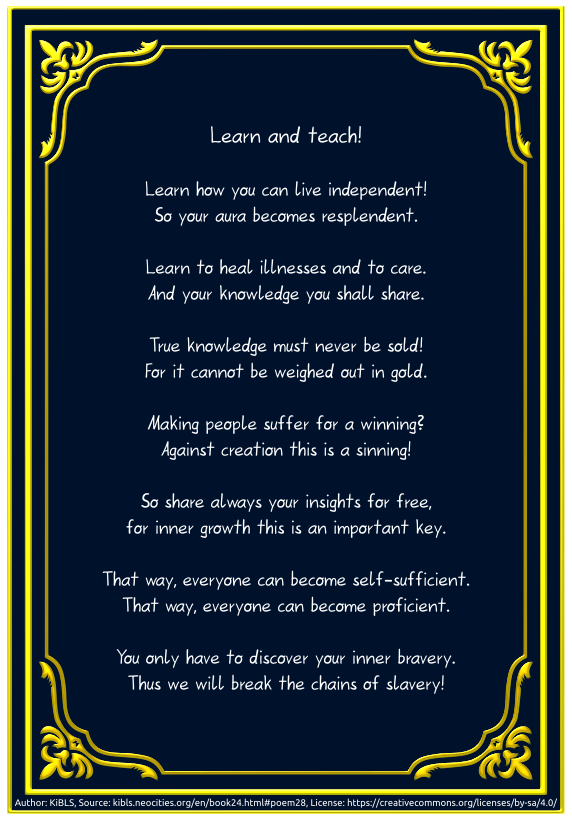 Learn and teach!
Learn how you can live independent!
So your aura becomes resplendent.
Learn to heal illnesses and to care.
And your knowledge you shall share.
True knowledge must never be sold!
For it cannot be weighed out in gold.
Making people suffer for a winning?
Against creation this is a sinning!
So share always your insights for free,
for inner growth this is an important key.
That way, everyone can become self-sufficient.
That way, everyone can become proficient.
You only have to discover your inner bravery.
Thus we will break the chains of slavery!
Author: KiBLS, Source: kibls.neocities.org/en/book24.html#poem28, License: https://creativecommons.org/licenses/by-sa/4.0/